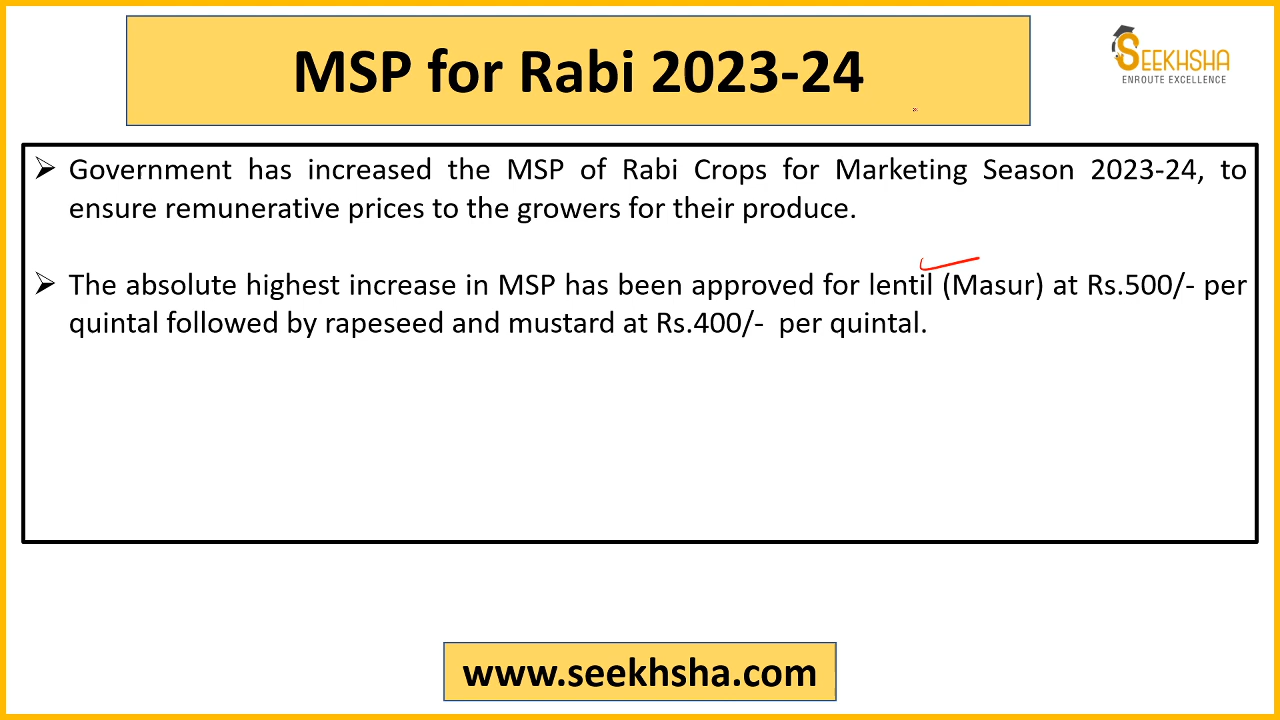 MSP for Rabi 2023-24
SEEKHSHA
ENROUTE EXCELLENCE
Government has increased the MSP of Rabi Crops for Marketing Season 2023-24, to
ensure remunerative prices to the growers for their produce.
The absolute highest increase in MSP has been approved for lentil (Masur) at Rs.500/- per
quintal followed by rapeseed and mustard at Rs.400/- per quintal.
www.seekhsha.com